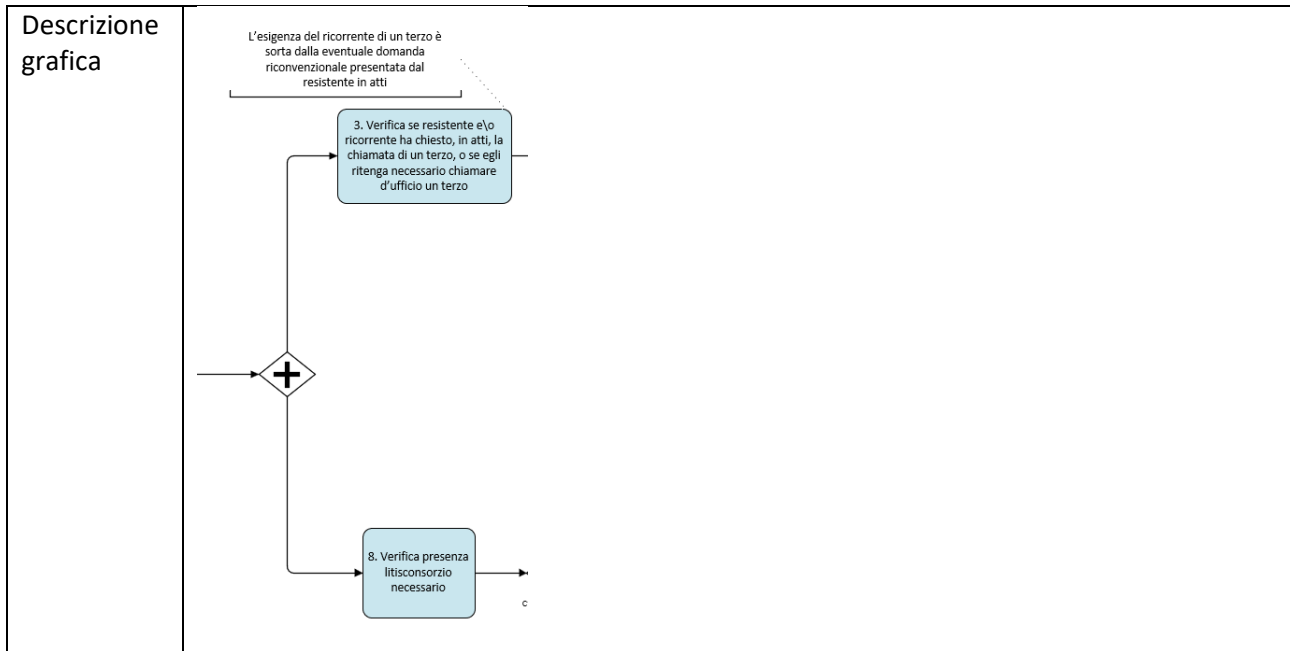 Descrizione
grafica
L’esigenza del ricorrente di un terzo è
sorta dalla eventuale domanda
riconvenzionale presentata dal
resistente in atti
3. Verifica se resistente e\o
ricorrente ha chiesto, in atti, la
chiamata di un terzo, o se egli
ritenga necessario chiamare
d’ufficio un terzo
8. Verifica presenza
litisconsorzio
necessario